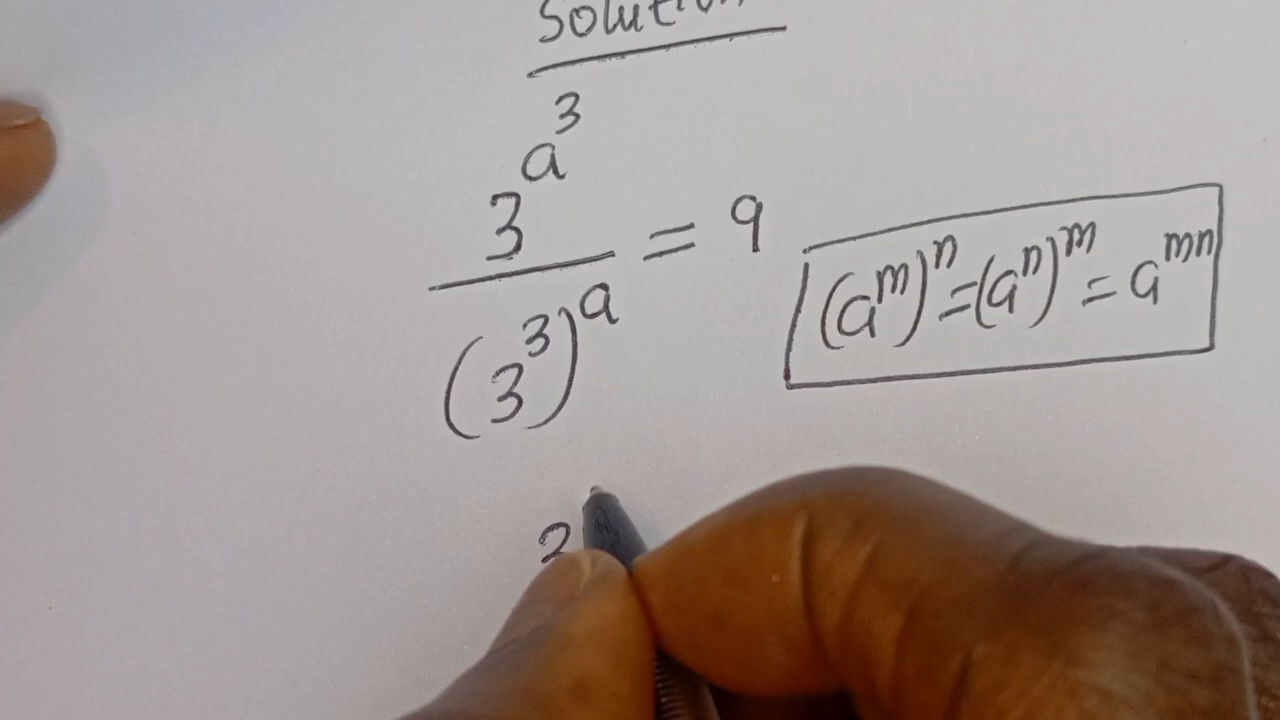 Solution
3^a^3 / (3^3)^a = 9
(a^m)^n = (a^n)^m = a^mn